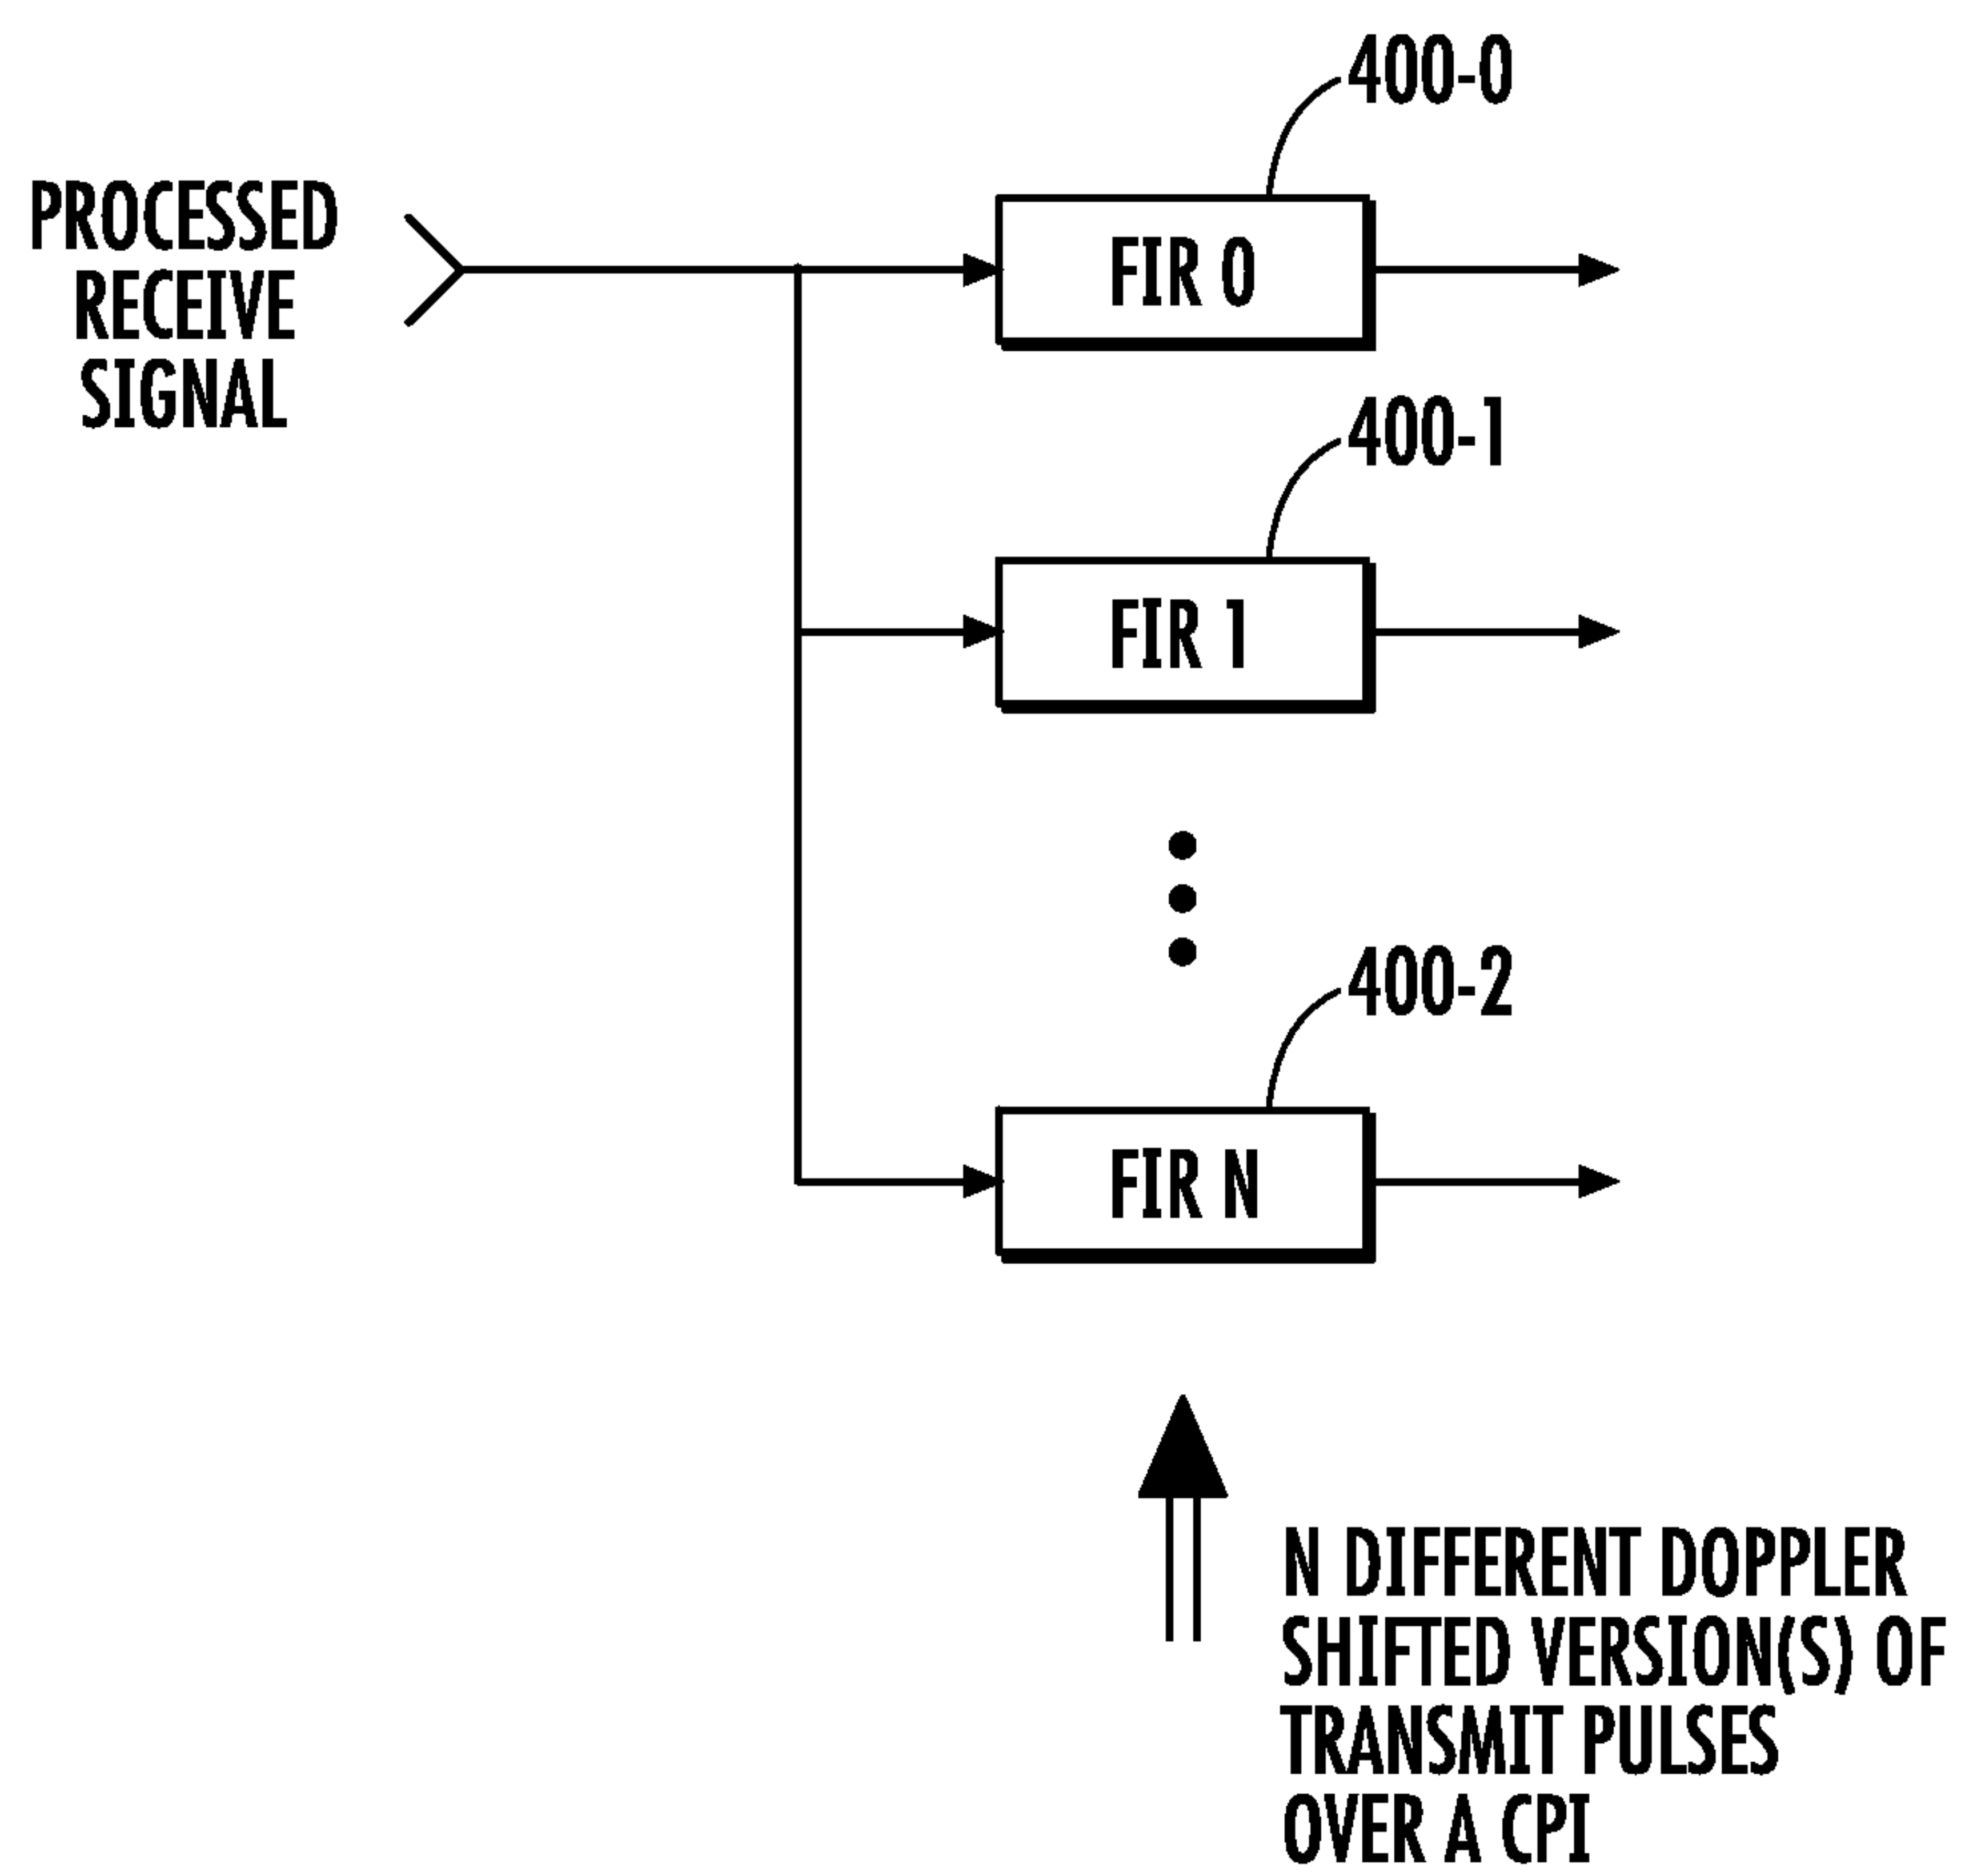 400-0
PROCESSED
RECEIVE
SIGNAL
FIR 0
400-1
FIR 1
400-2
FIR N
N DIFFERENT DOPPLER
SHIFTED VERSION(S) OF
TRANSMIT PULSES
OVER A CPI